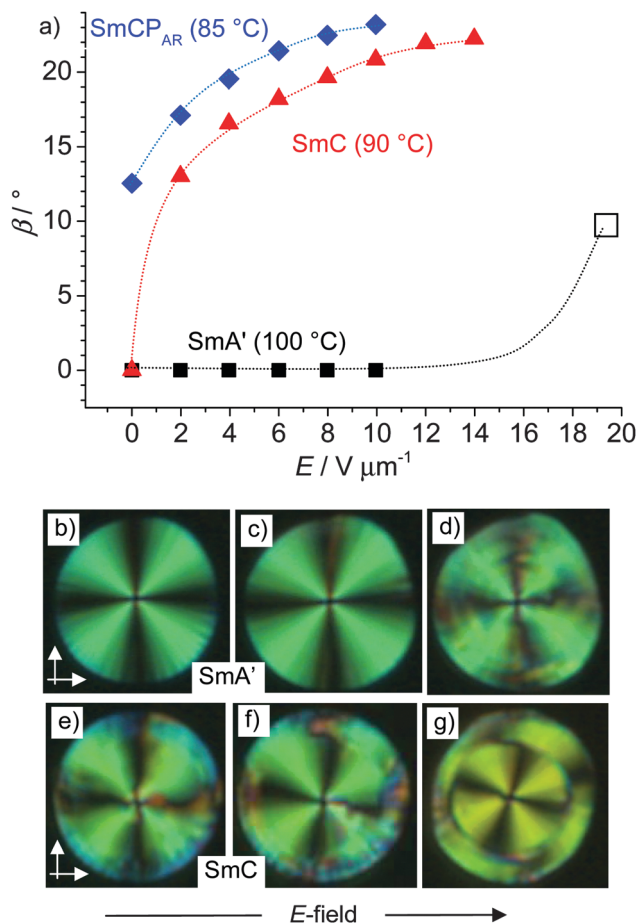 a)
SmCP_AR (85 °C)
SmC (90 °C)
SmA' (100 °C)
20
15
10
5
0
β / °
0 2 4 6 8 10 12 14 16 18 20
E / V μm⁻¹
b) c) d)
SmA'
e) f) g)
SmC
E-field